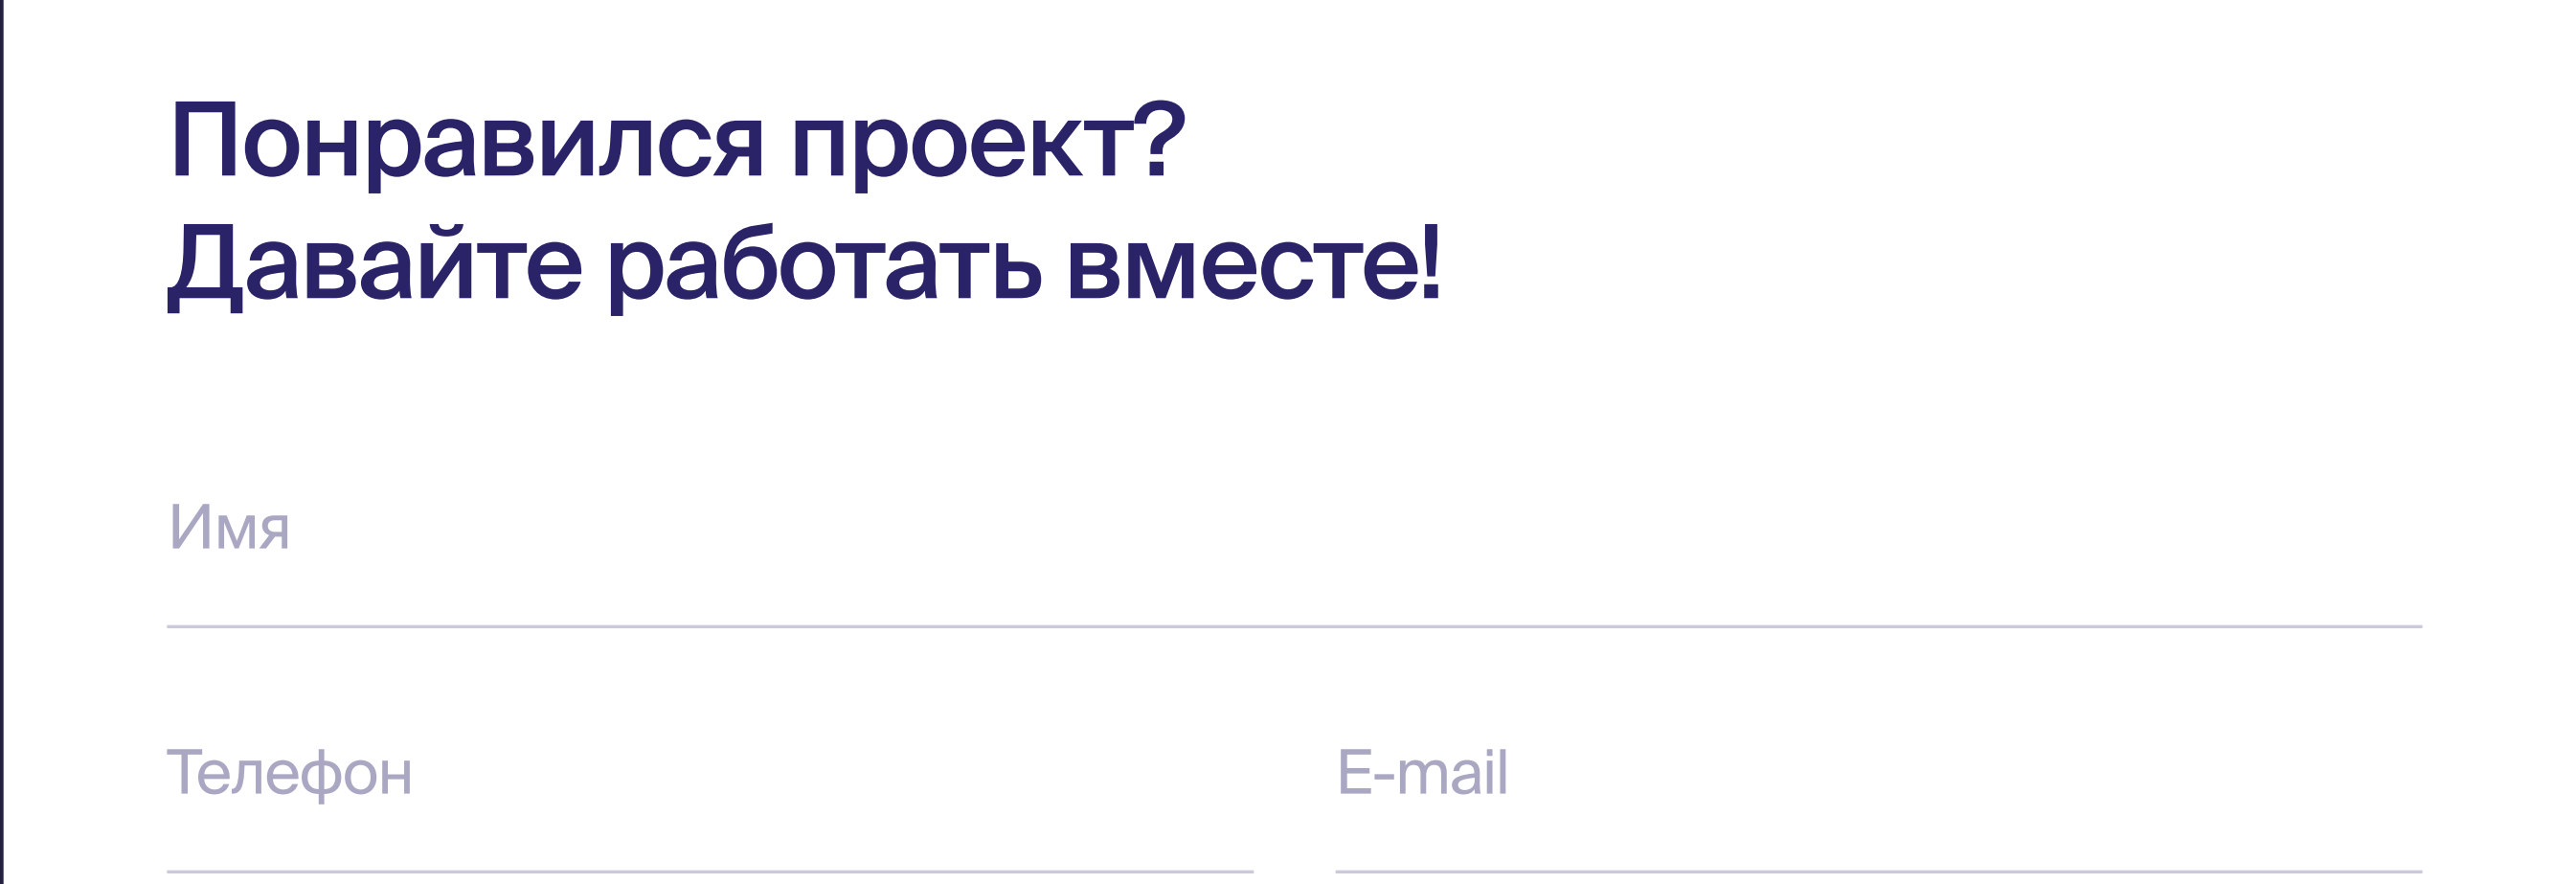 Понравился проект?
Давайте работать вместе!
Имя
Телефон
E-mail